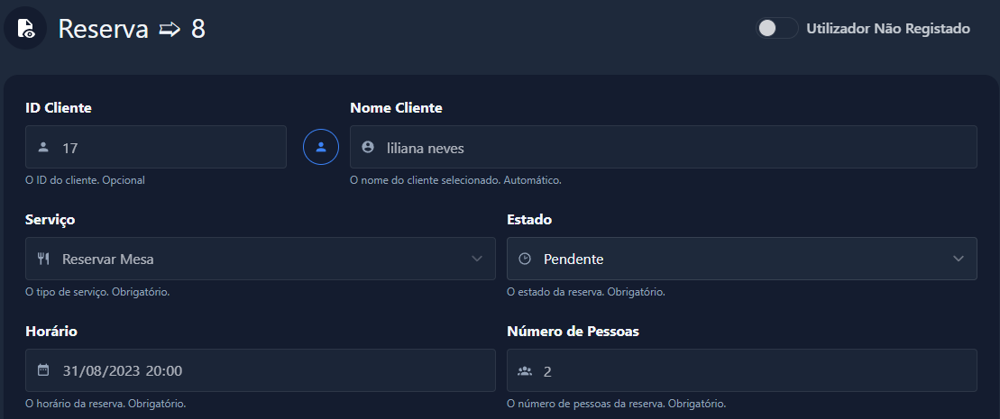 Reserva ➯ 8
Utilizador Não Registado
ID Cliente
Nome Cliente
17
liliana neves
O ID do cliente. Opcional
O nome do cliente selecionado. Automático.
Serviço
Estado
Reservar Mesa
Pendente
O tipo de serviço. Obrigatório.
O estado da reserva. Obrigatório.
Horário
Número de Pessoas
31/08/2023 20:00
2
O horário da reserva. Obrigatório.
O número de pessoas da reserva. Obrigatório.